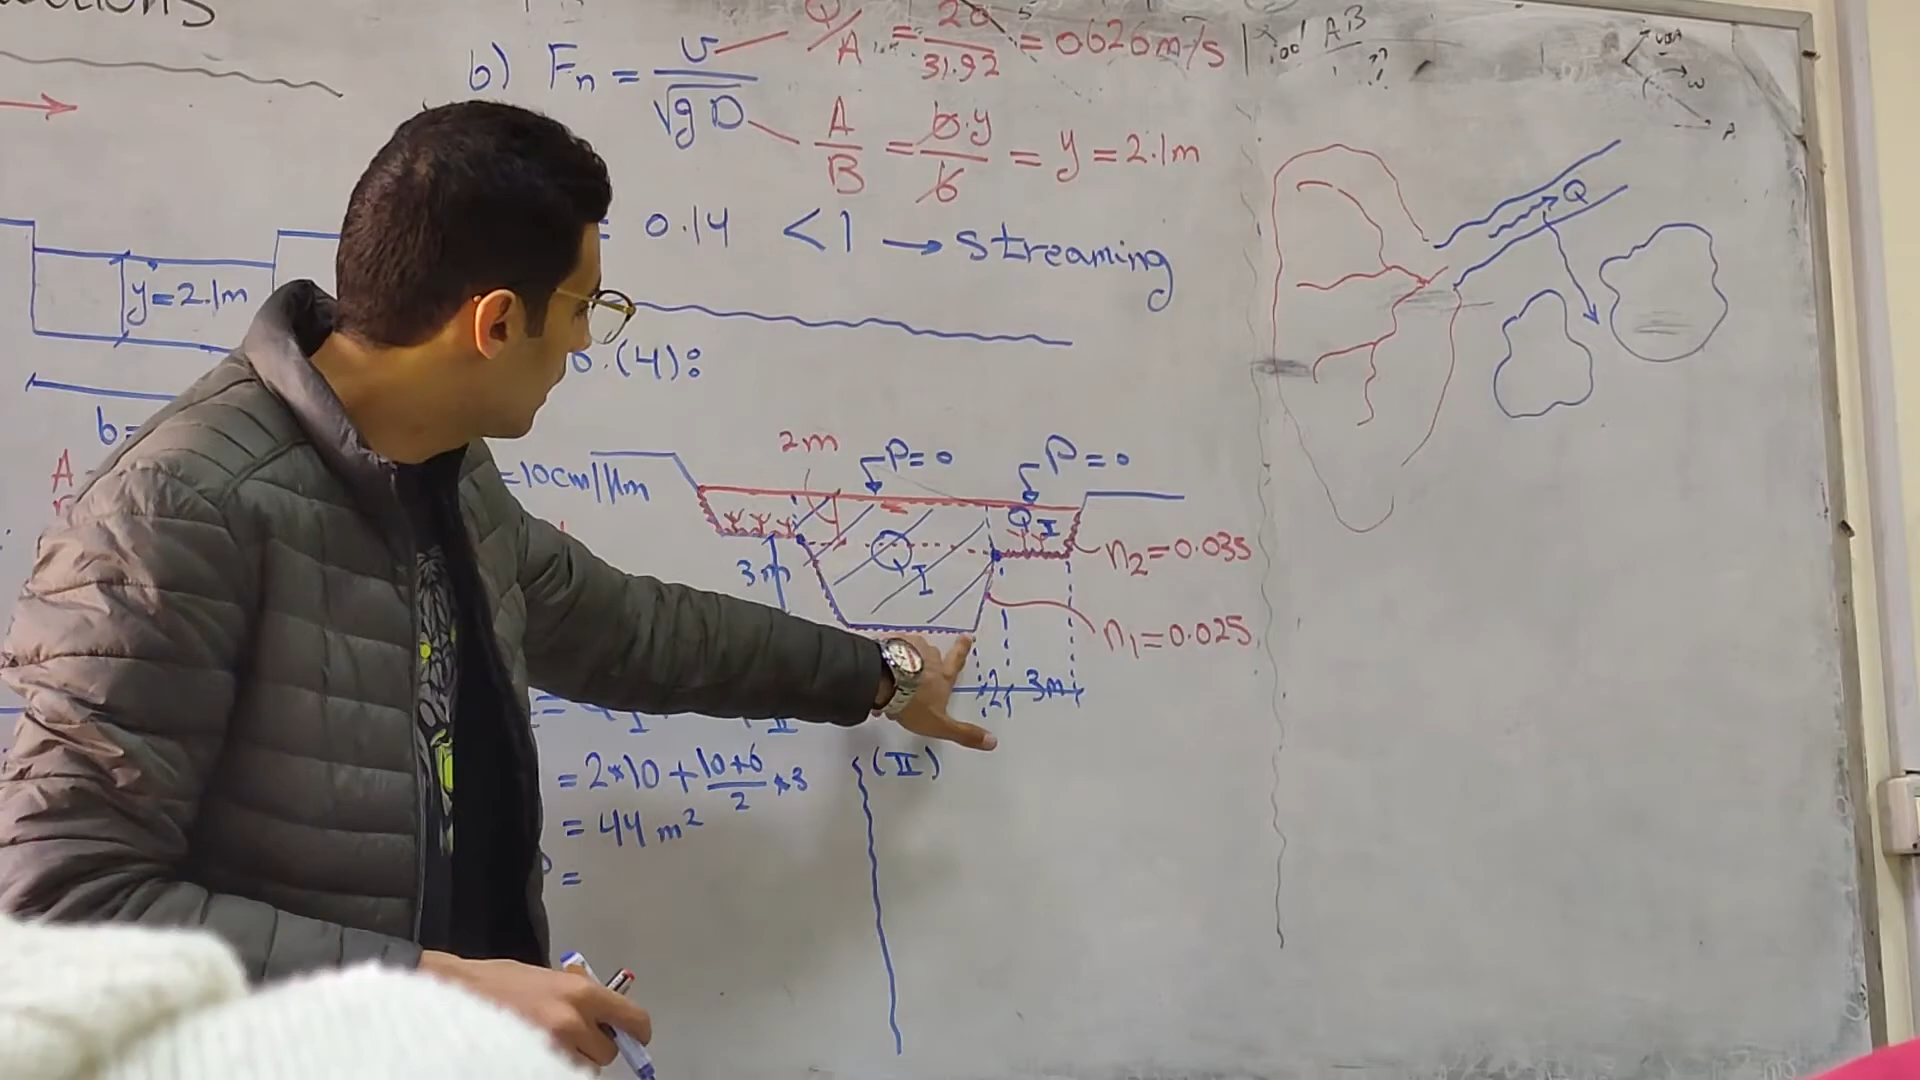 b) Fn = v / √gD
Q/A = 20 / 31.92 = 0.626 m/s
A / B = b.y / b = y = 2.1m
= 0.14 < 1 → streaming
y = 2.1m
b=
A
o.(4):
=10cm/km
2m
P=0
P=0
Q I
Q I
n2=0.035
3m
n1=0.025
2
3m
I
II
= 2*10 + 10+6 / 2 *3
= 44 m²
=
(II)
Q